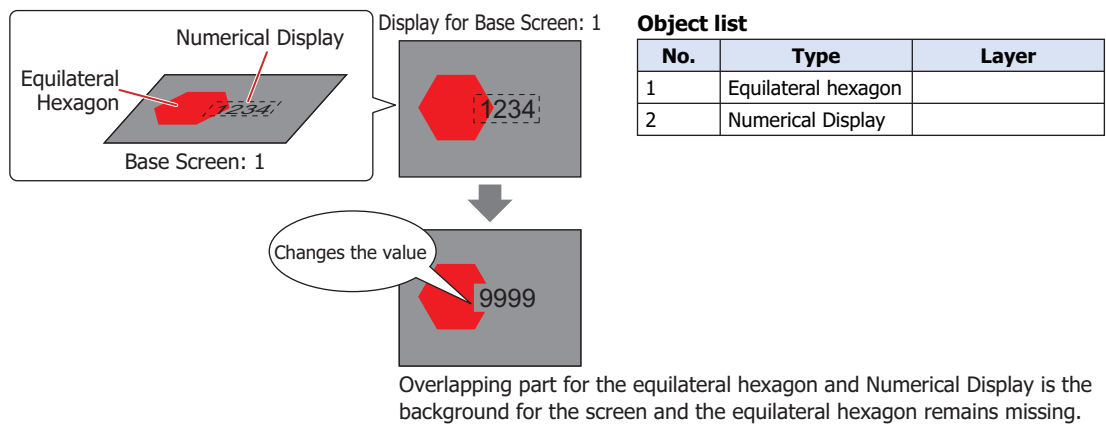 Display for Base Screen: 1
Numerical Display
Equilateral
Hexagon
1234
Base Screen: 1
1234
Changes the value
9999
Overlapping part for the equilateral hexagon and Numerical Display is the
background for the screen and the equilateral hexagon remains missing.
Object list
No. Type Layer
1 Equilateral hexagon
2 Numerical Display